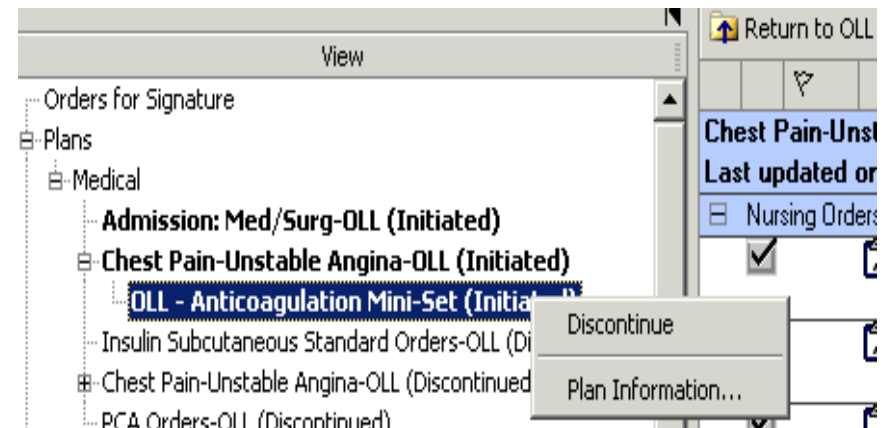 Return to OLL
View
Orders for Signature
Plans
Chest Pain-Unst
Medical
Last updated or
Admission: Med/Surg-OLL (Initiated)
Nursing Orders
Chest Pain-Unstable Angina-OLL (Initiated)
OLL - Anticoagulation Mini-Set (Initiated)
Discontinue
Insulin Subcutaneous Standard Orders-OLL (Di
Chest Pain-Unstable Angina-OLL (Discontinued
Plan Information...
PCA Orders-OLL (Discontinued)